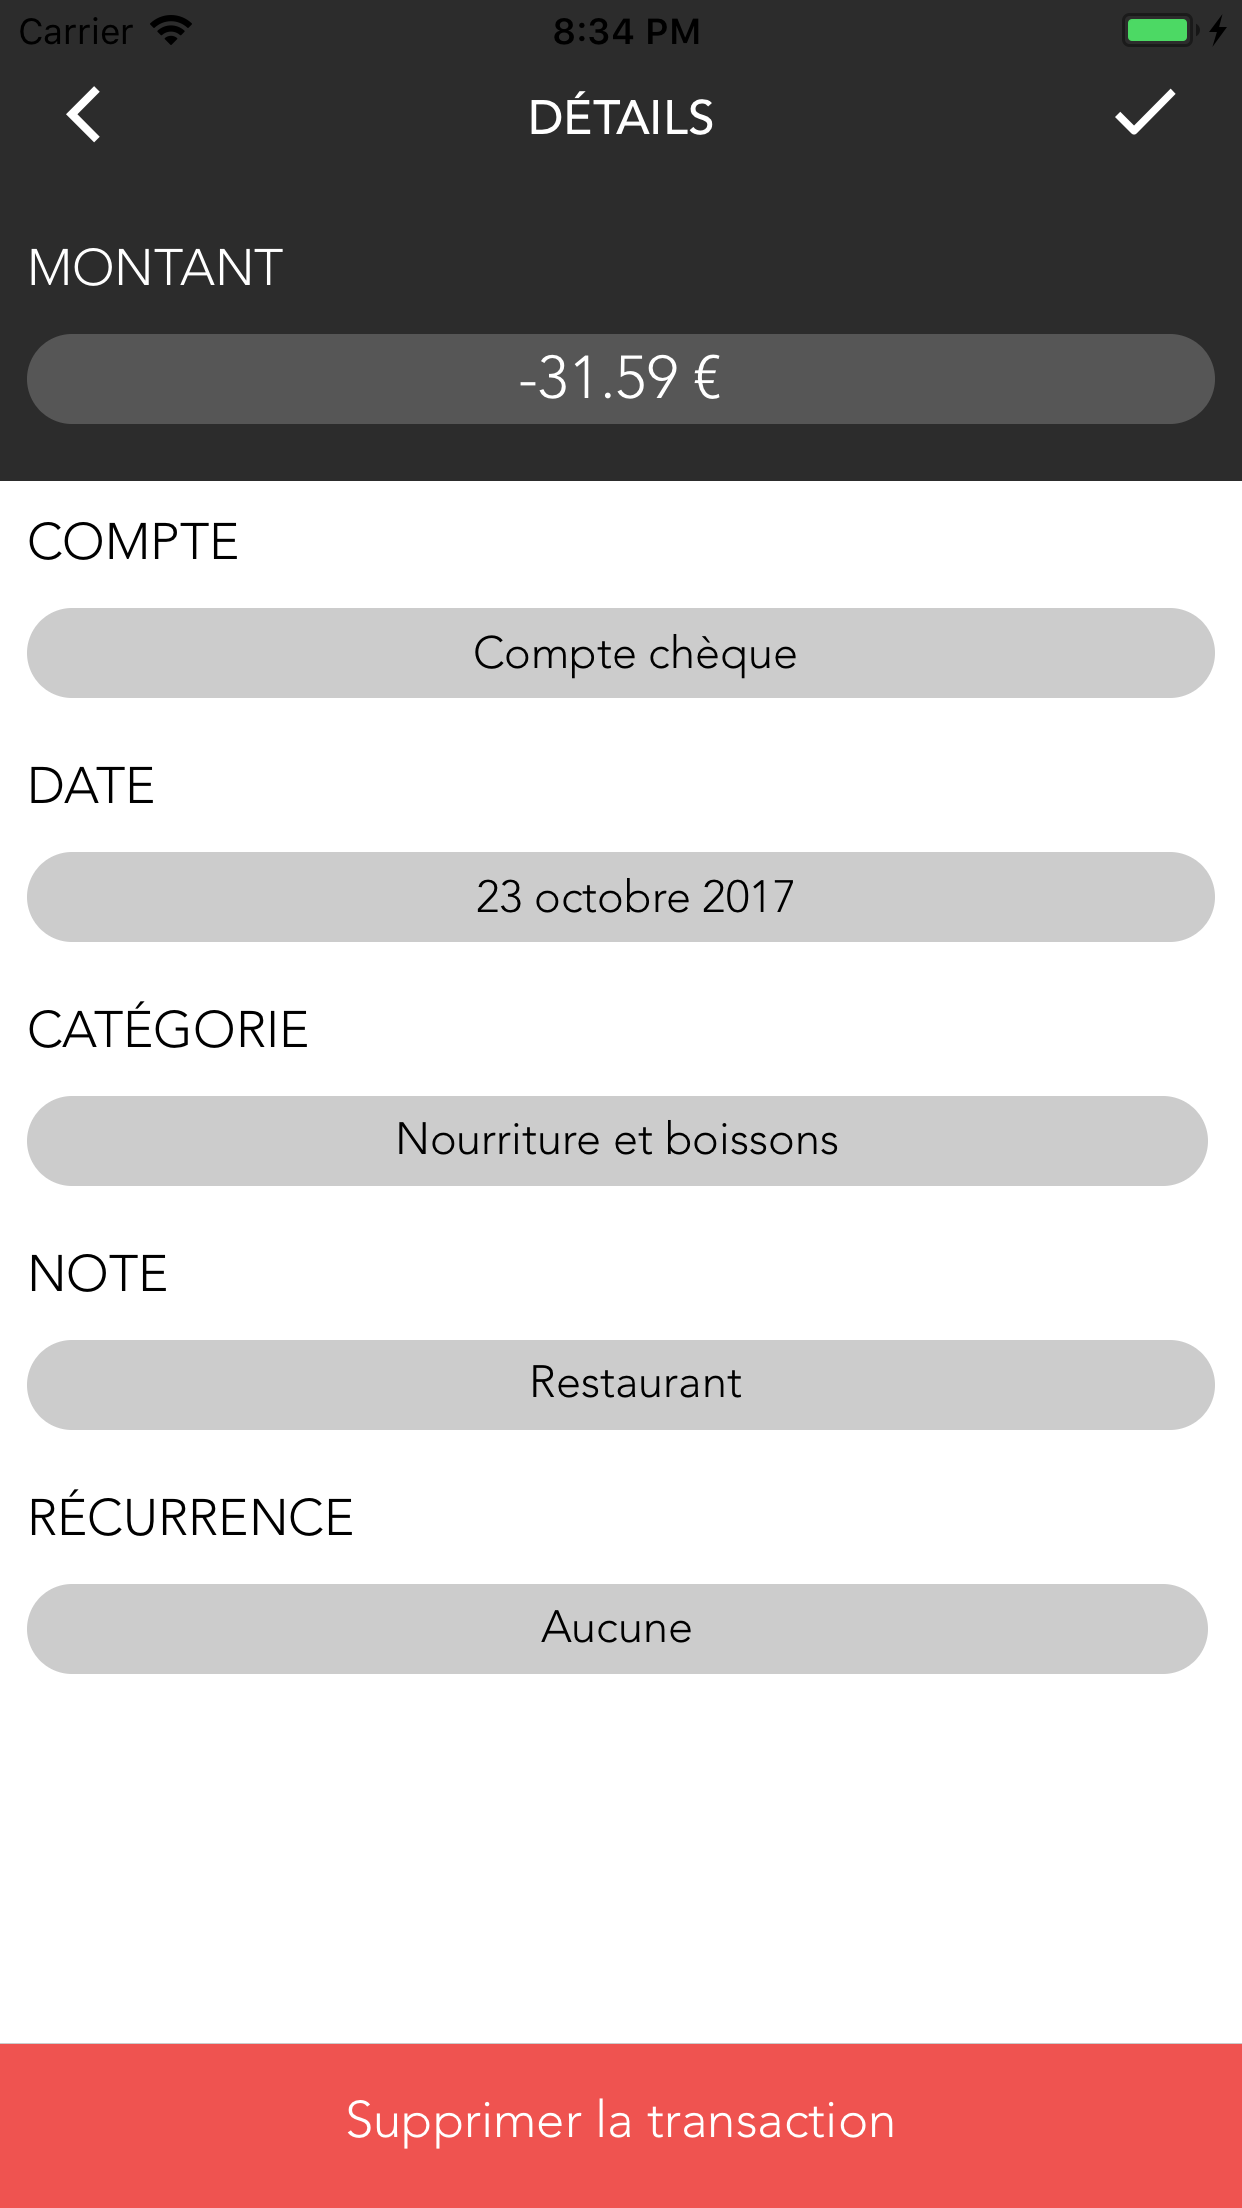 Carrier 8:34 PM
DÉTAILS
MONTANT
-31.59 €
COMPTE
Compte chèque
DATE
23 octobre 2017
CATÉGORIE
Nourriture et boissons
NOTE
Restaurant
RÉCURRENCE
Aucune
Supprimer la transaction